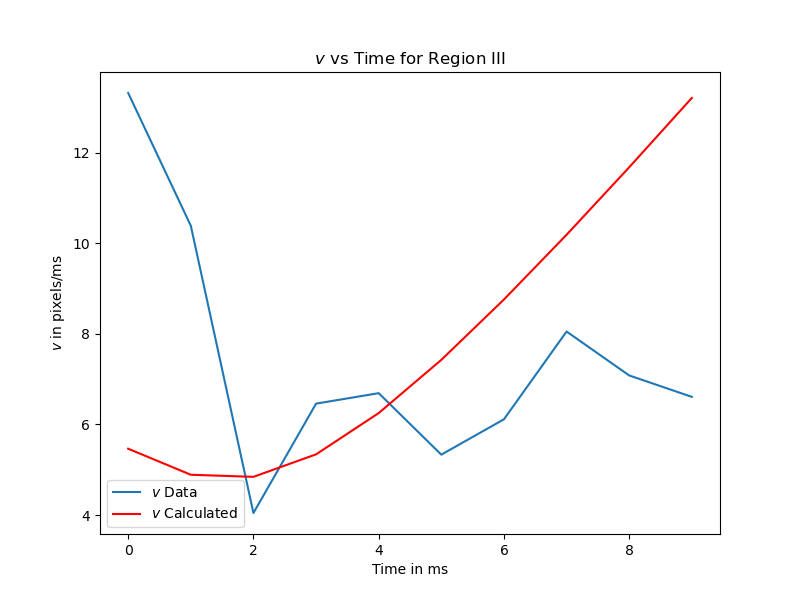 v vs Time for Region III
12
10
8
6
4
v in pixels/ms
v Data
v Calculated
0 2 4 6 8
Time in ms